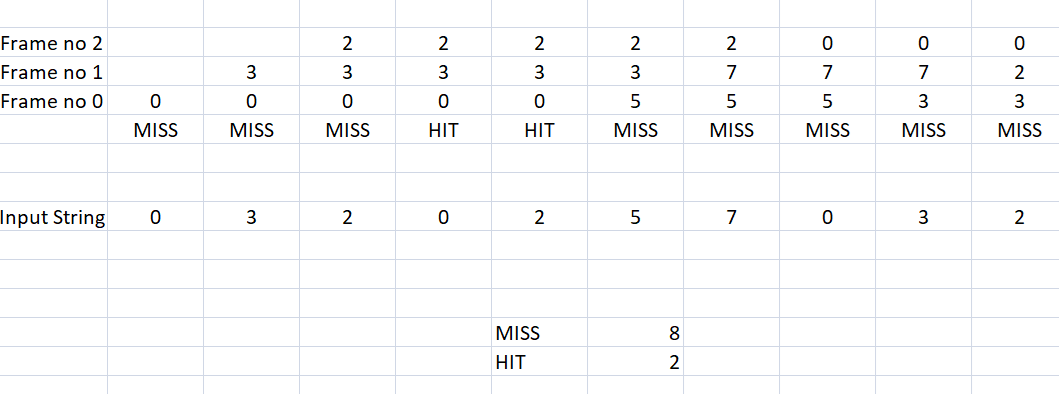 Frame no 2 2 2 2 2 2 0 0 0
Frame no 1 3 3 3 3 3 7 7 7 2
Frame no 0 0 0 0 0 0 5 5 5 3 3
MISS MISS MISS HIT HIT MISS MISS MISS MISS MISS
Input String 0 3 2 0 2 5 7 0 3 2
MISS 8
HIT 2